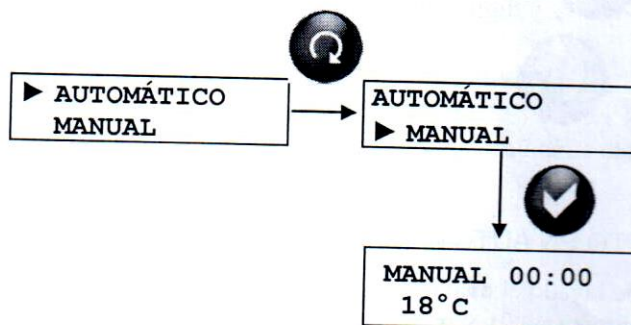 ▶ AUTOMÁTICO
MANUAL
AUTOMÁTICO
▶ MANUAL
MANUAL 00:00
18°C